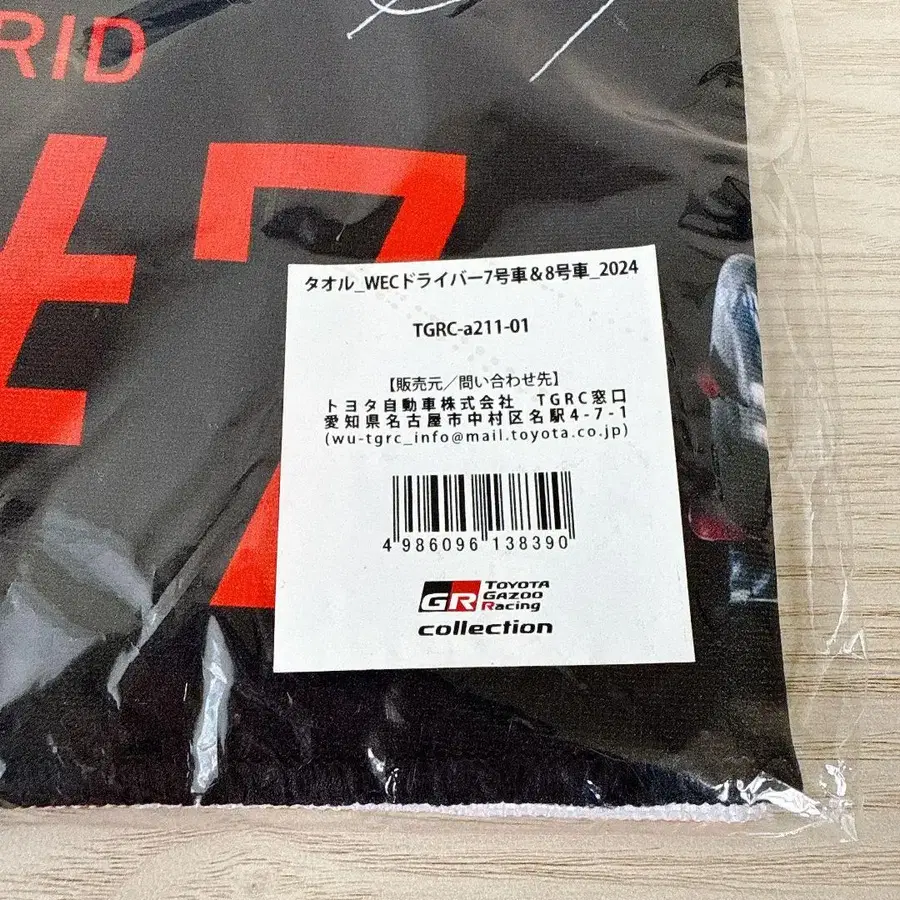 RID
#7
タオル_WECドライバー7号車&8号車_2024
TGRC-a211-01
【販売元／問い合わせ先】
トヨタ自動車株式会社　TGRC窓口
愛知県名古屋市中村区名駅4-7-1
(wu-tgrc_info@mail.toyota.co.jp)
4 986096 138390
GR TOYOTA
GAZOO
Racing
collection